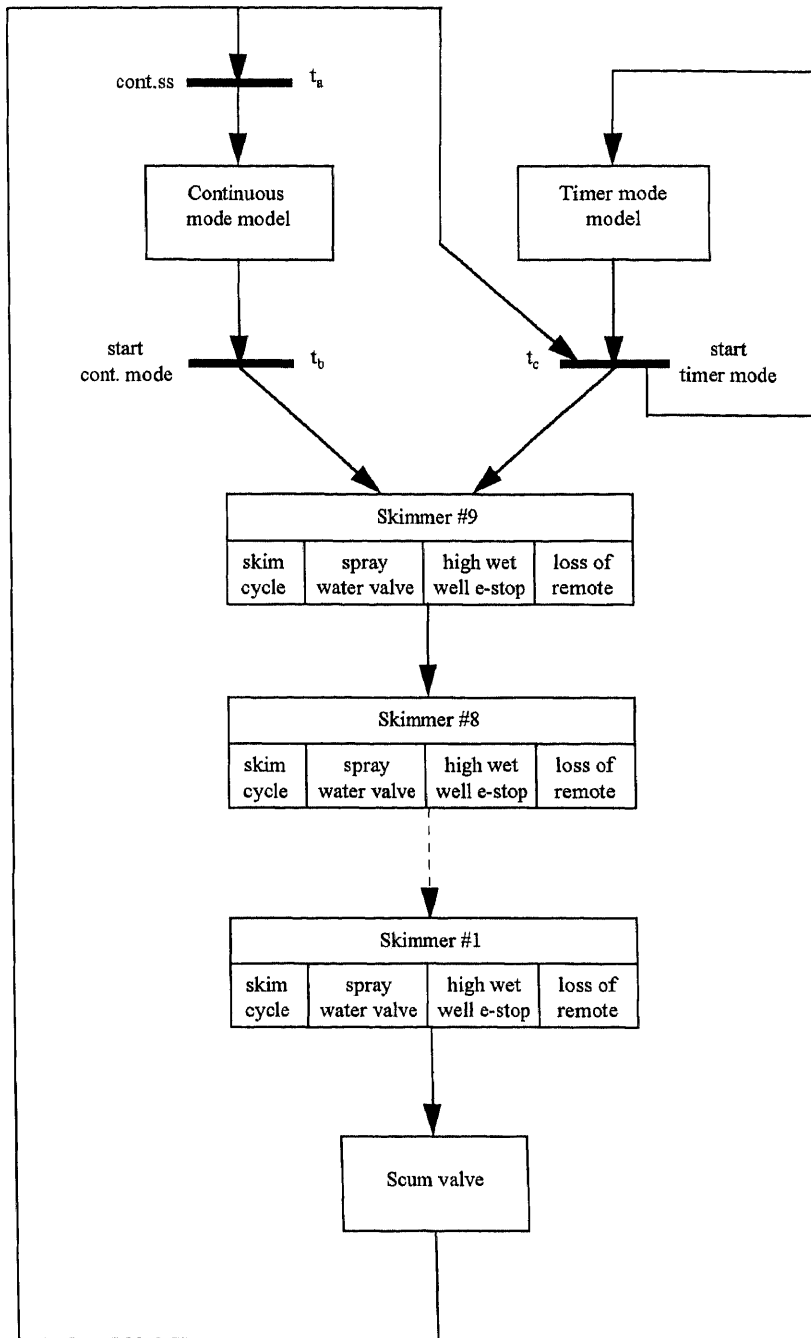 cont.ss
t_a
Continuous
mode model
Timer mode
model
start
cont. mode
t_b
t_c
start
timer mode
Skimmer #9
skim
cycle
spray
water valve
high wet
well e-stop
loss of
remote
Skimmer #8
skim
cycle
spray
water valve
high wet
well e-stop
loss of
remote
Skimmer #1
skim
cycle
spray
water valve
high wet
well e-stop
loss of
remote
Scum valve